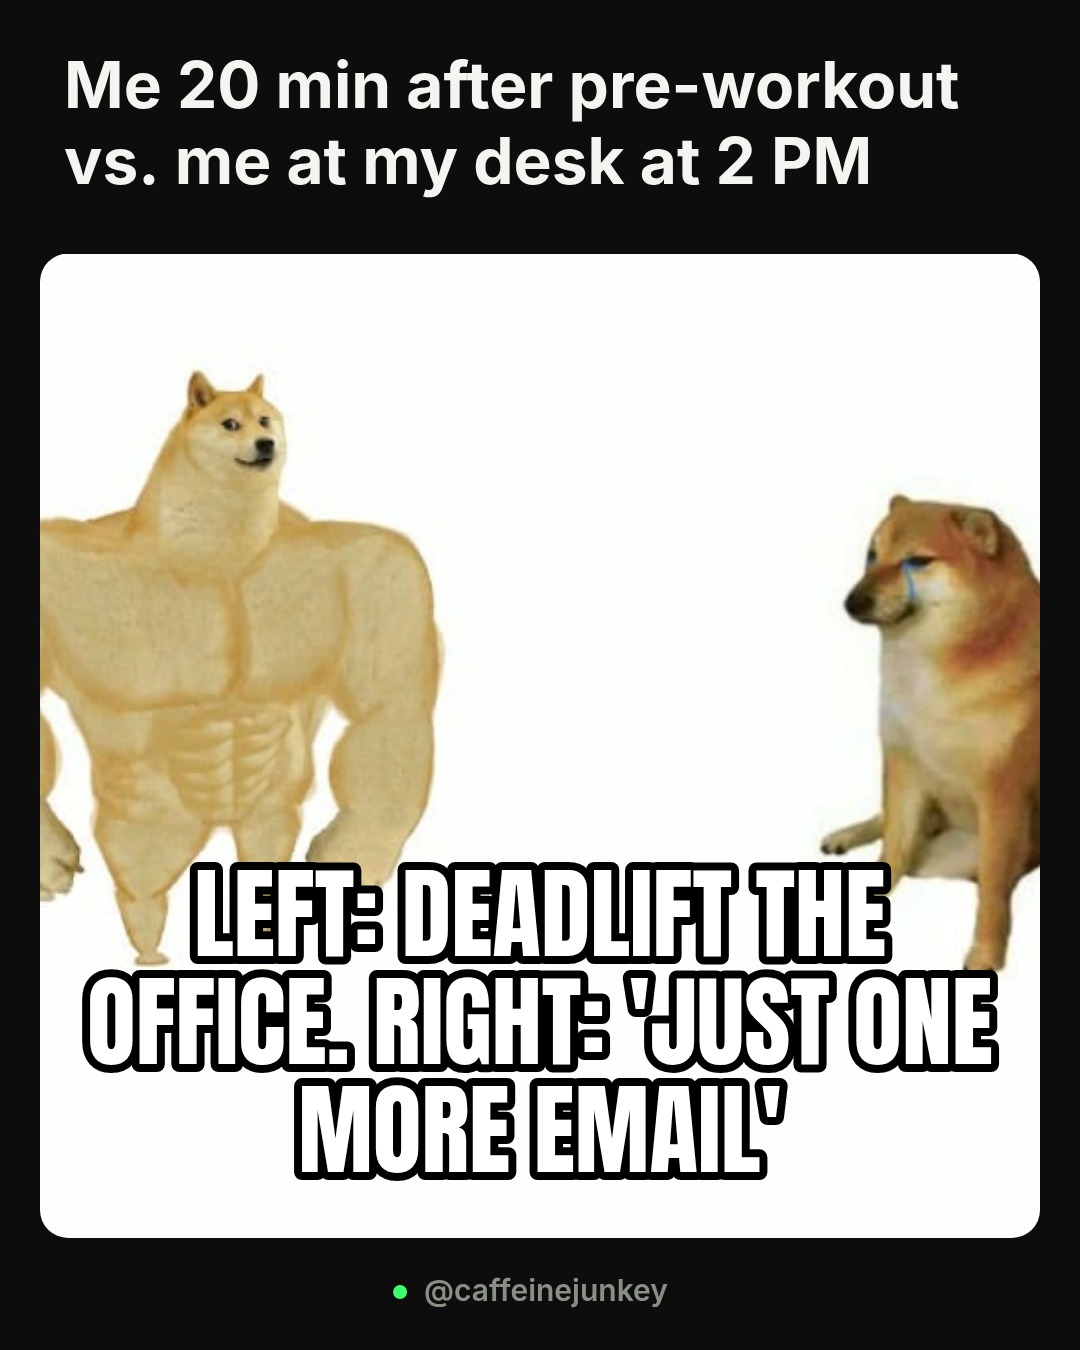 Me 20 min after pre-workout
vs. me at my desk at 2 PM
LEFT: DEADLIFT THE
OFFICE. RIGHT: 'JUST ONE
MORE EMAIL'
@caffeinejunkey